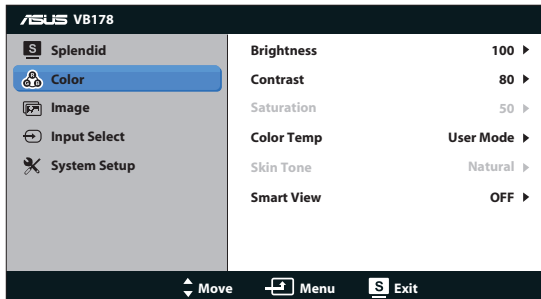 ASUS VB178
S Splendid
Color
Image
Input Select
System Setup
Brightness 100
Contrast 80
Saturation 50
Color Temp User Mode
Skin Tone Natural
Smart View OFF
Move Menu S Exit